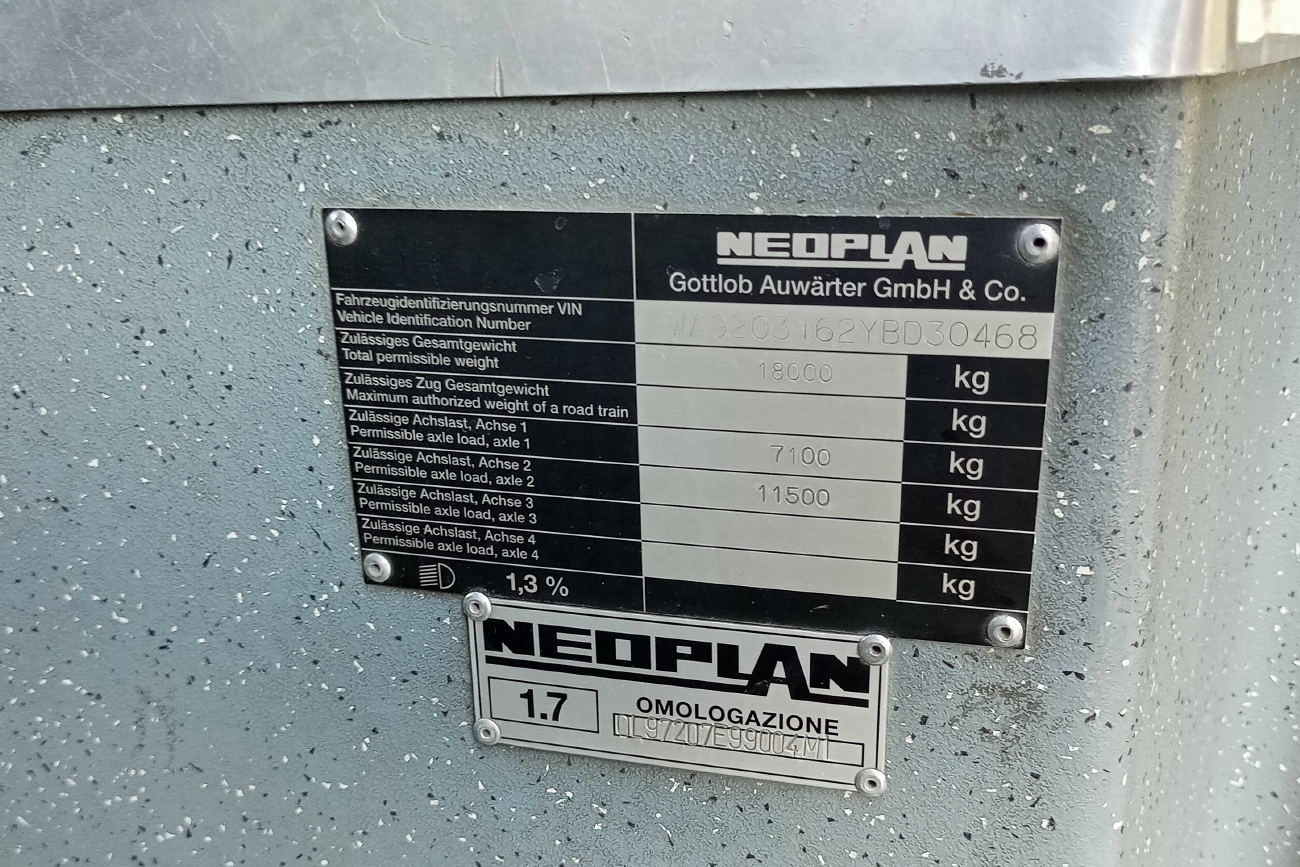 NEOPLAN
Gottlob Auwärter GmbH & Co.
Fahrzeugidentifizierungsnummer VIN
Vehicle Identification Number
WAG203162YBD30468
Zulässiges Gesamtgewicht
Total permissible weight
18000 kg
Zulässiges Zug Gesamtgewicht
Maximum authorized weight of a road train
kg
Zulässige Achslast, Achse 1
Permissible axle load, axle 1
7100 kg
Zulässige Achslast, Achse 2
Permissible axle load, axle 2
11500 kg
Zulässige Achslast, Achse 3
Permissible axle load, axle 3
kg
Zulässige Achslast, Achse 4
Permissible axle load, axle 4
kg
1,3 %
NEOPLAN
1.7
OMOLOGAZIONE